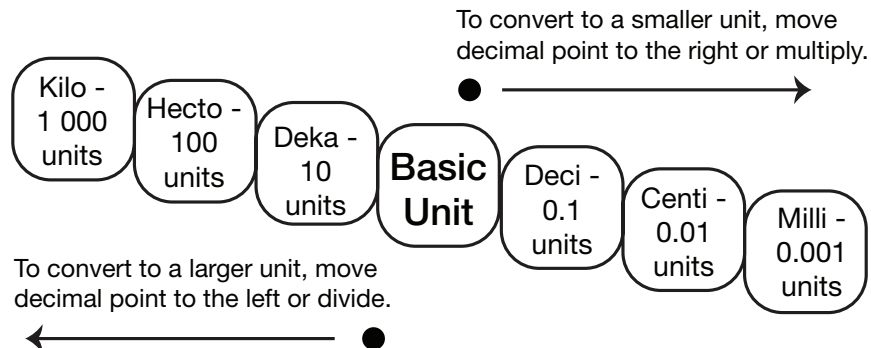 To convert to a smaller unit, move
decimal point to the right or multiply.
Kilo -
1 000
units
Hecto -
100
units
Deka -
10
units
Basic
Unit
Deci -
0.1
units
Centi -
0.01
units
Milli -
0.001
units
To convert to a larger unit, move
decimal point to the left or divide.